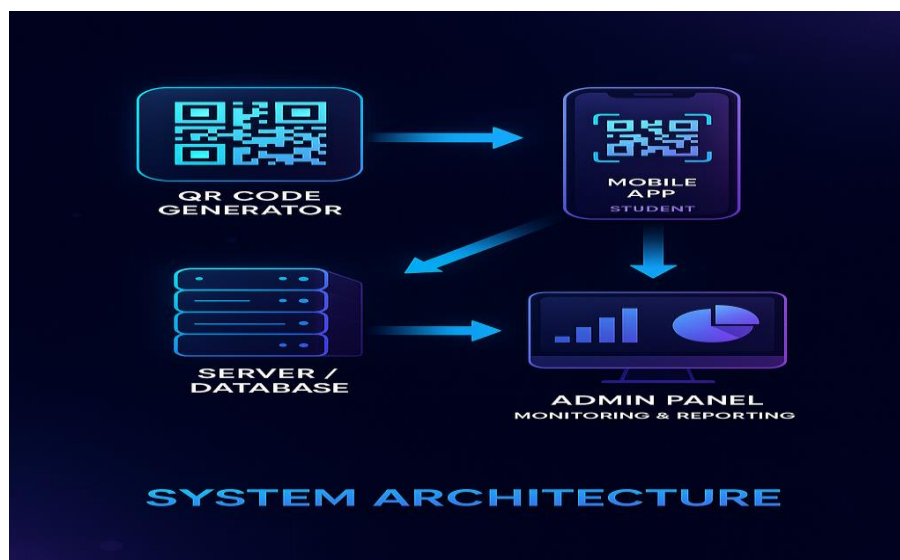 QR CODE
GENERATOR
MOBILE
APP
STUDENT
SERVER /
DATABASE
ADMIN PANEL
MONITORING & REPORTING
SYSTEM ARCHITECTURE